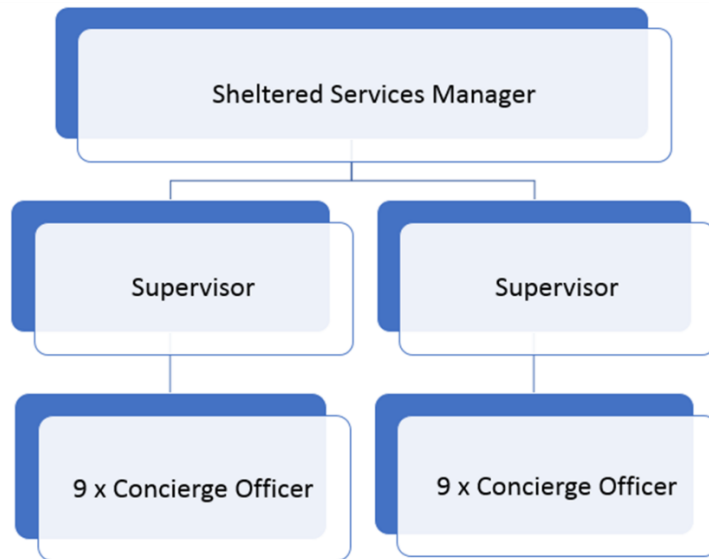 Sheltered Services Manager
Supervisor
Supervisor
9 x Concierge Officer
9 x Concierge Officer